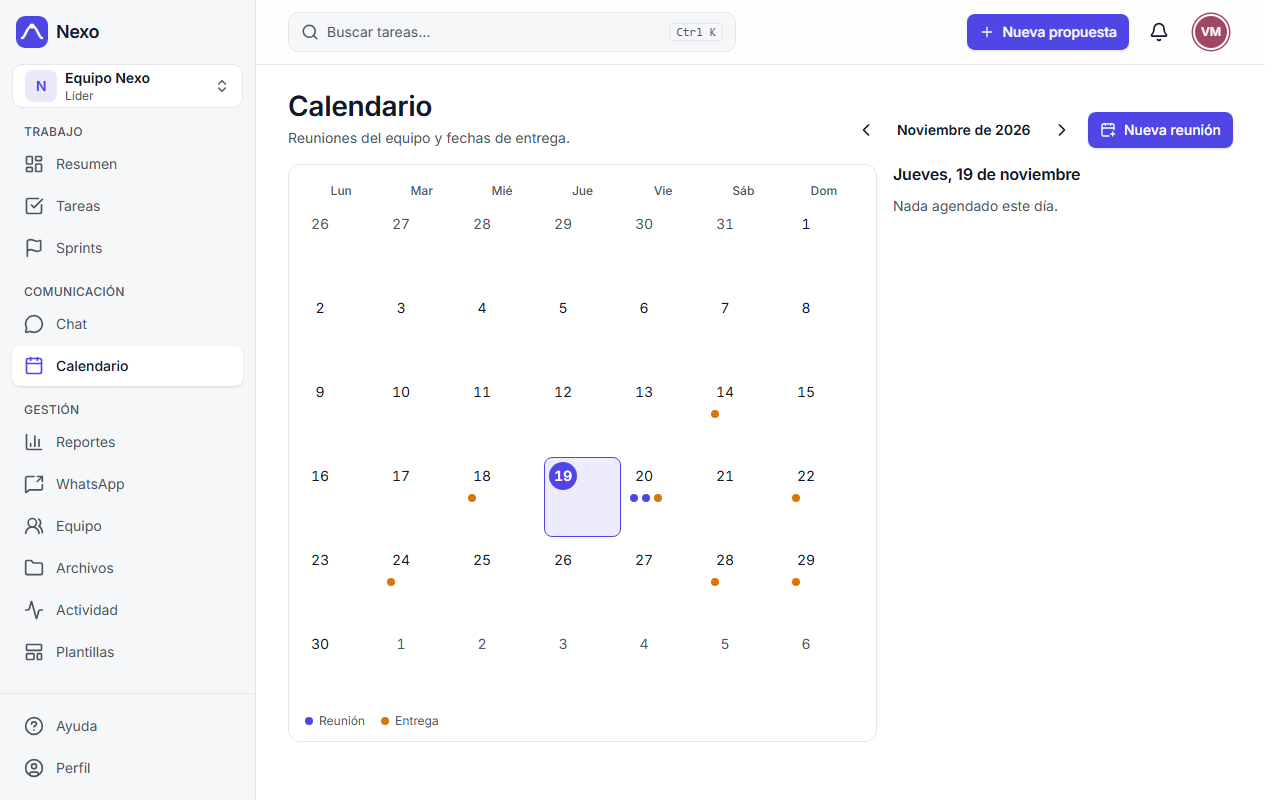 Nexo
Buscar tareas...
Ctrl K
Nueva propuesta
VM
N
Equipo Nexo
Líder
TRABAJO
Resumen
Tareas
Sprints
COMUNICACIÓN
Chat
Calendario
GESTIÓN
Reportes
WhatsApp
Equipo
Archivos
Actividad
Plantillas
Ayuda
Perfil
Calendario
Reuniones del equipo y fechas de entrega.
Noviembre de 2026
Nueva reunión
Lun Mar Mié Jue Vie Sáb Dom
26 27 28 29 30 31 1
2 3 4 5 6 7 8
9 10 11 12 13 14 15
16 17 18 19 20 21 22
23 24 25 26 27 28 29
30 1 2 3 4 5 6
Reunión Entrega
Jueves, 19 de noviembre
Nada agendado este día.